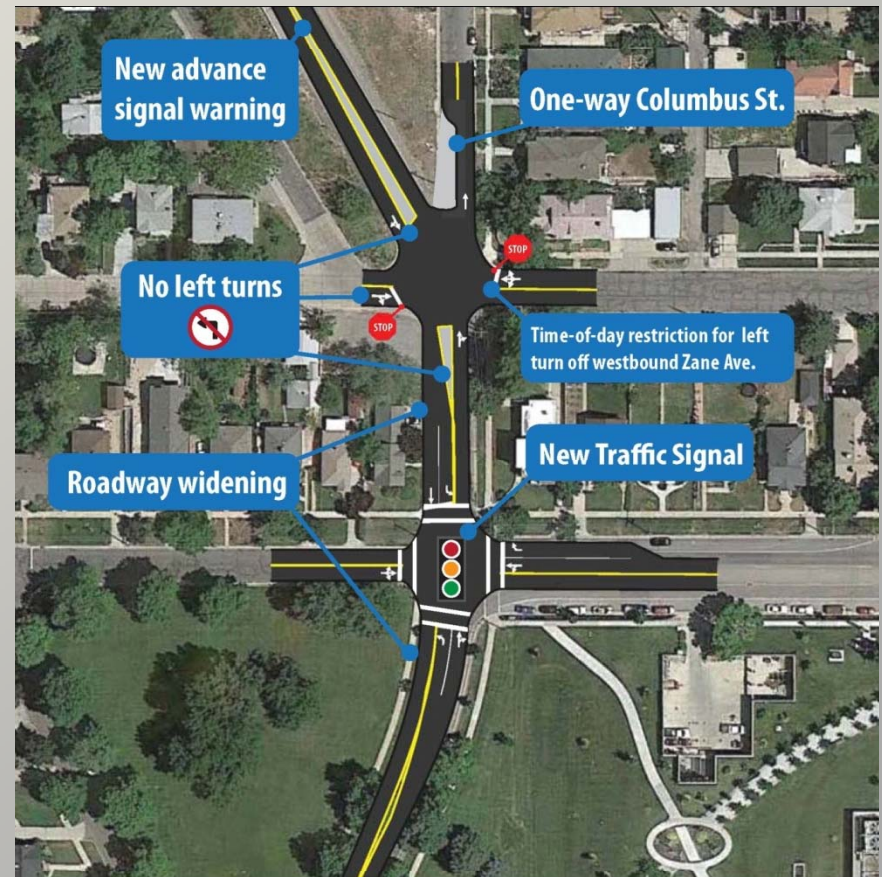 New advance
signal warning
One-way Columbus St.
STOP
No left turns
STOP
Time-of-day restriction for left
turn off westbound Zane Ave.
New Traffic Signal
Roadway widening